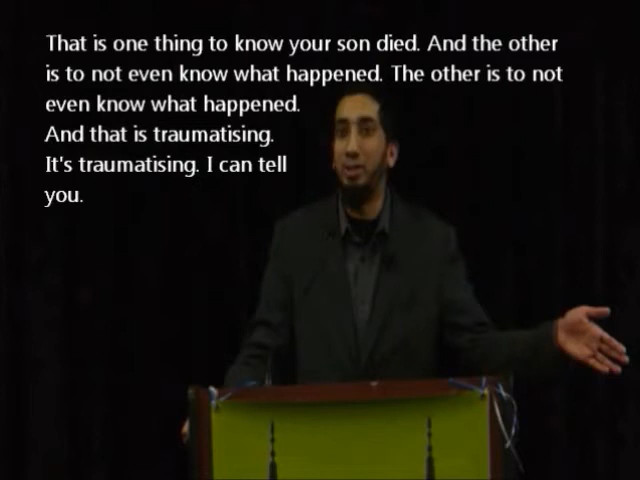 That is one thing to know your son died. And the other
is to not even know what happened. The other is to not
even know what happened.
And that is traumatising.
It's traumatising. I can tell
you.